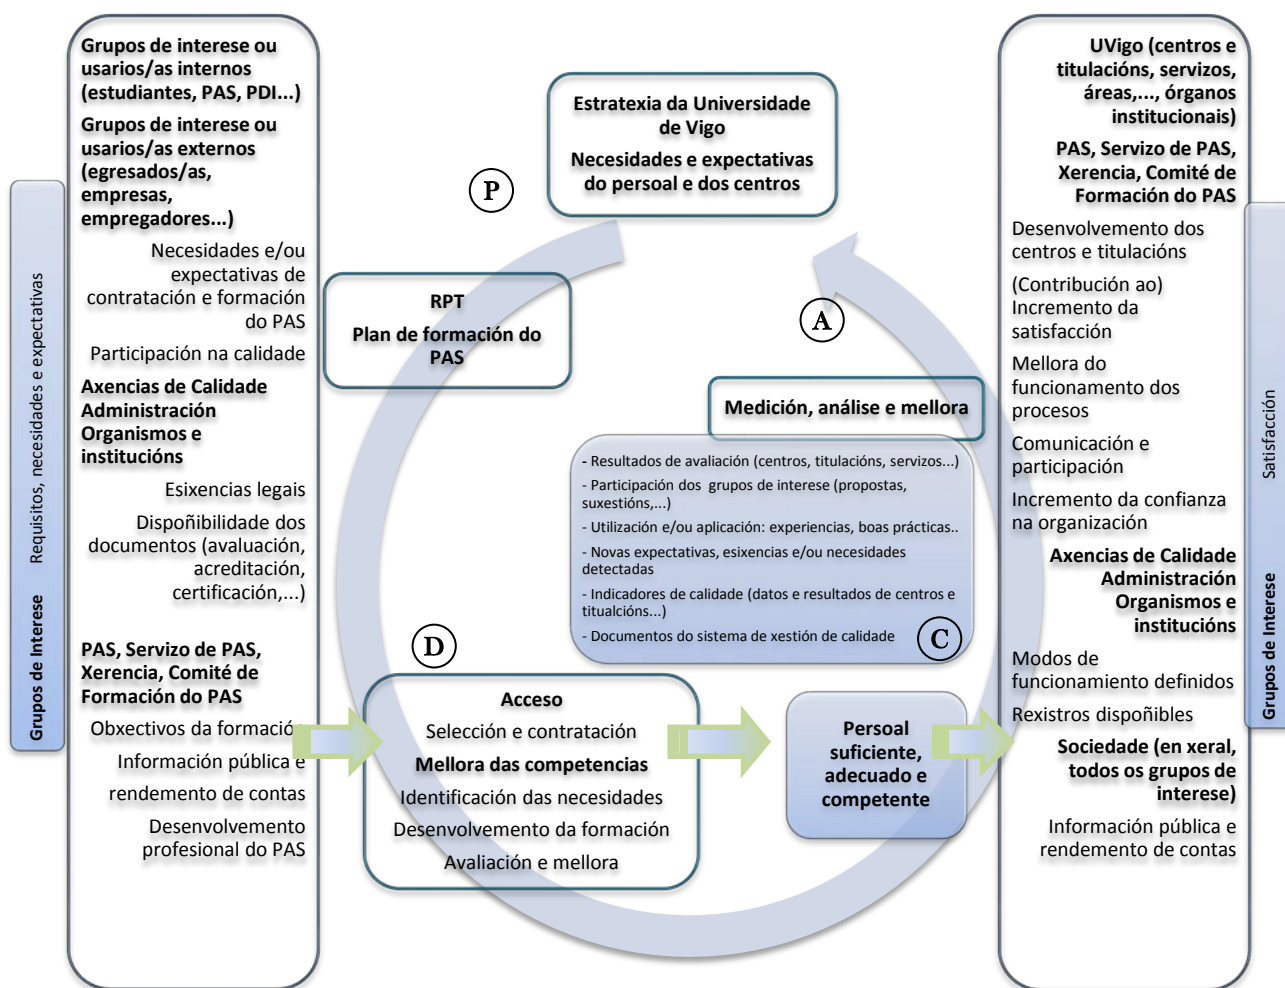 Requisitos, necesidades e expectativas
Grupos de Interese
Grupos de interese ou
usarios/as internos
(estudiantes, PAS, PDI...)
Grupos de interese ou
usarios/as externos
(egresados/as,
empresas,
empregadores...)
Necesidades e/ou
expectativas de
contratación e formación
do PAS
Participación na calidade
Axencias de Calidade
Administración
Organismos e
institucións
Esixencias legais
Dispoñibilidade dos
documentos (avaluación,
acreditación,
certificación,...)
PAS, Servizo de PAS,
Xerencia, Comité de
Formación do PAS
Obxectivos da formación
Información pública e
rendemento de contas
Desenvolvemento
profesional do PAS
Estratexia da Universidade
de Vigo
Necesidades e expectativas
do persoal e dos centros
P
RPT
Plan de formación do
PAS
A
Medición, análise e mellora
- Resultados de avaliación (centros, titulacións, servizos...)
- Participación dos grupos de interese (propostas,
suxestións,...)
- Utilización e/ou aplicación: experiencias, boas prácticas..
- Novas expectativas, esixencias e/ou necesidades
detectadas
- Indicadores de calidade (datos e resultados de centros e
titualcións...)
- Documentos do sistema de xestión de calidade
C
D
Acceso
Selección e contratación
Mellora das competencias
Identificación das necesidades
Desenvolvemento da formación
Avaliación e mellora
Persoal
suficiente,
adecuado e
competente
UVigo (centros e
titulacións, servizos,
áreas,..., órganos
institucionais)
PAS, Servizo de PAS,
Xerencia, Comité de
Formación do PAS
Desenvolvemento dos
centros e titulacións
(Contribución ao)
Incremento da
satisfacción
Mellora do
funcionamento dos
procesos
Comunicación e
participación
Incremento da confianza
na organización
Axencias de Calidade
Administración
Organismos e
institucións
Modos de
funcionamiento definidos
Rexistros dispoñibles
Sociedade (en xeral,
todos os grupos de
interese)
Información pública e
rendemento de contas
Satisfacción
Grupos de Interese